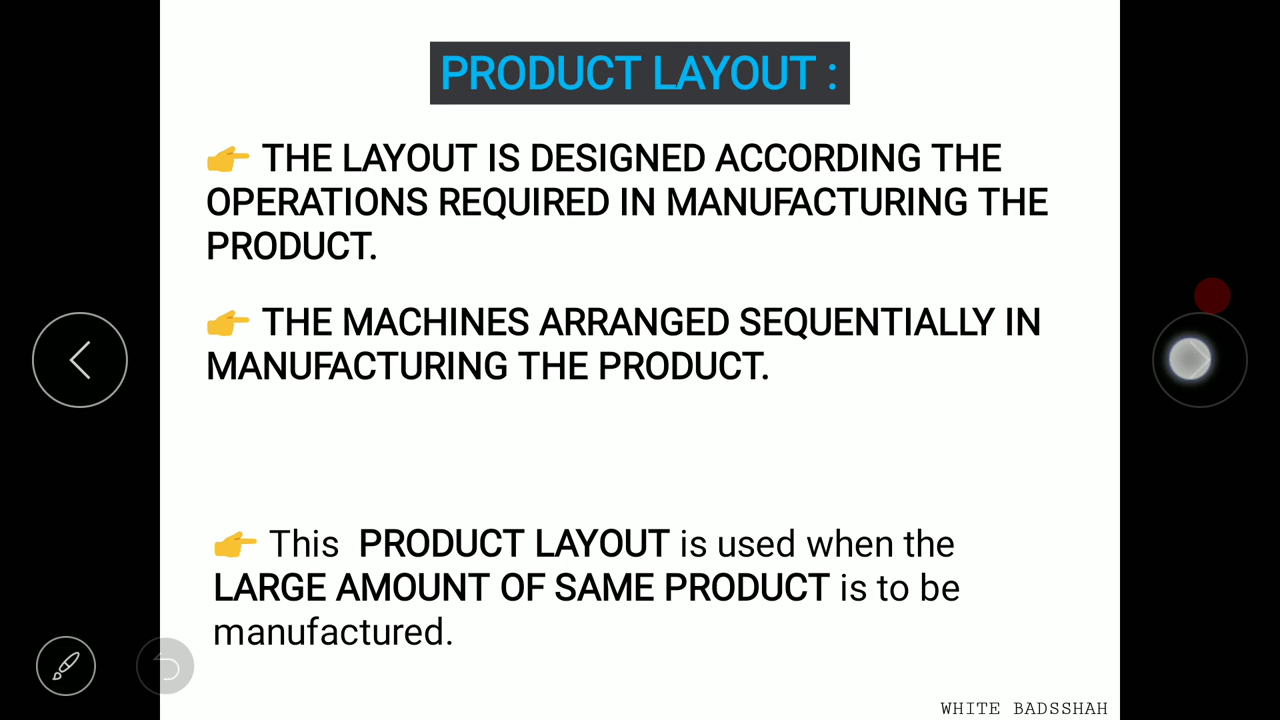 PRODUCT LAYOUT :
👉 THE LAYOUT IS DESIGNED ACCORDING THE
OPERATIONS REQUIRED IN MANUFACTURING THE
PRODUCT.
👉 THE MACHINES ARRANGED SEQUENTIALLY IN
MANUFACTURING THE PRODUCT.
👉 This PRODUCT LAYOUT is used when the
LARGE AMOUNT OF SAME PRODUCT is to be
manufactured.
WHITE BADSSHAH